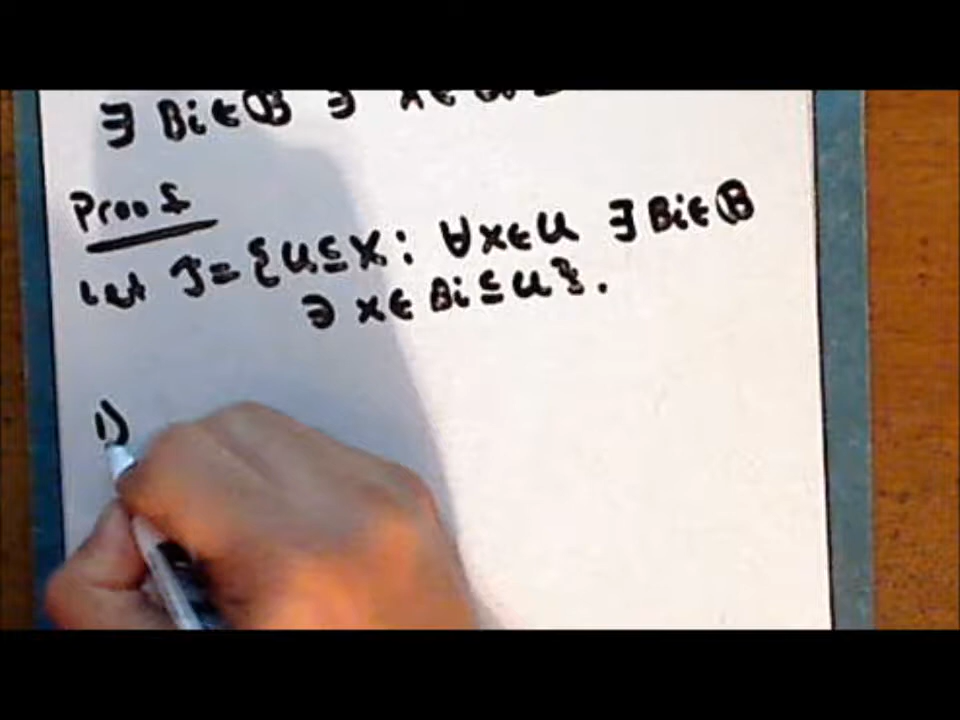 ∃ Bi ∈ 𝔹 ∋ x ∈
Proof
Let 𝒯 = {U ⊆ X : ∀x∈U ∃ Bi ∈ 𝔹
∋ x ∈ Bi ⊆ U}.
1)